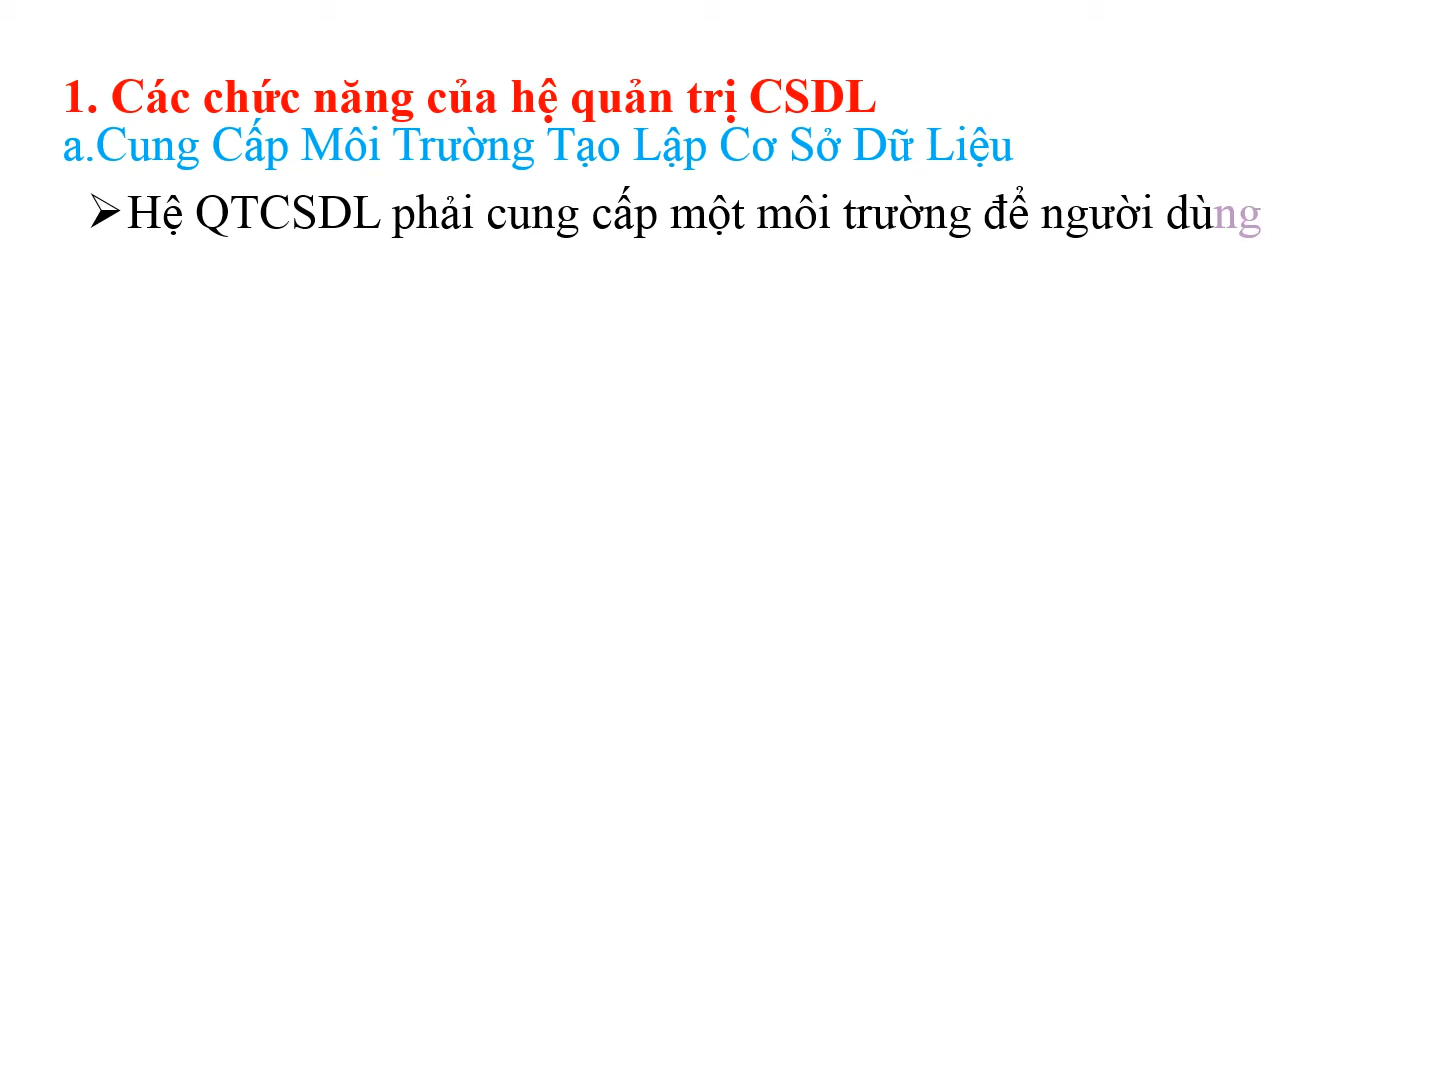 1. Các chức năng của hệ quản trị CSDL
a.Cung Cấp Môi Trường Tạo Lập Cơ Sở Dữ Liệu
➢Hệ QTCSDL phải cung cấp một môi trường để người dùng